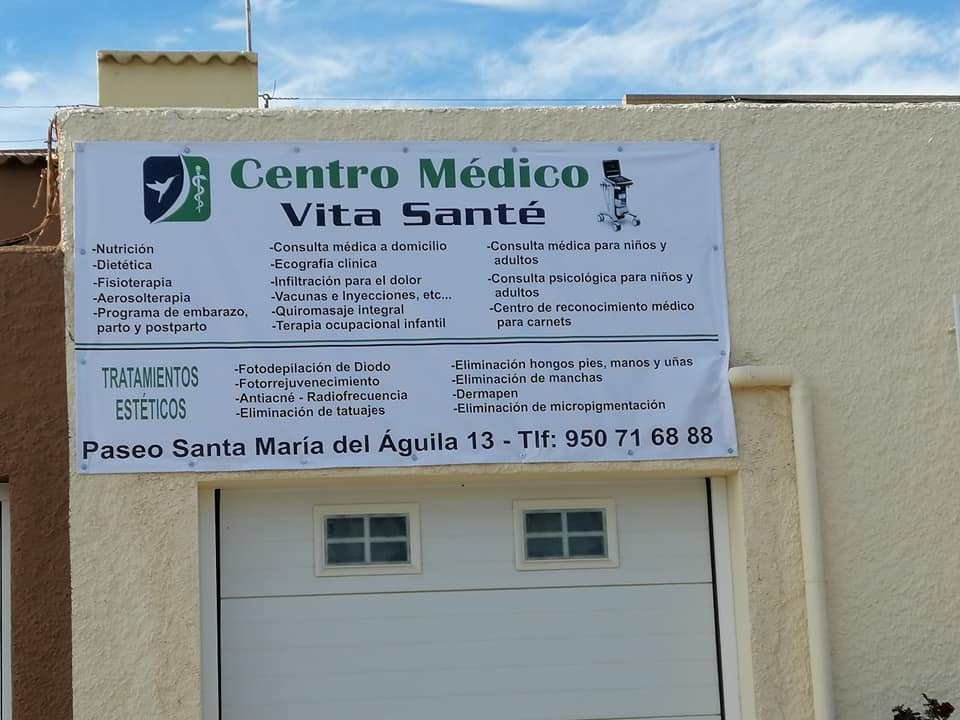 Centro Médico
Vita Santé
-Nutrición
-Dietética
-Fisioterapia
-Aerosolterapia
-Programa de embarazo,
parto y postparto
-Consulta médica a domicilio
-Ecografía clinica
-Infiltración para el dolor
-Vacunas e Inyecciones, etc...
-Quiromasaje integral
-Terapia ocupacional infantil
-Consulta médica para niños y
adultos
-Consulta psicológica para niños y
adultos
-Centro de reconocimiento médico
para carnets
TRATAMIENTOS
ESTÉTICOS
-Fotodepilación de Diodo
-Fotorrejuvenecimiento
-Antiacné - Radiofrecuencia
-Eliminación de tatuajes
-Eliminación hongos pies, manos y uñas
-Eliminación de manchas
-Dermapen
-Eliminación de micropigmentación
Paseo Santa María del Águila 13 - Tlf: 950 71 68 88